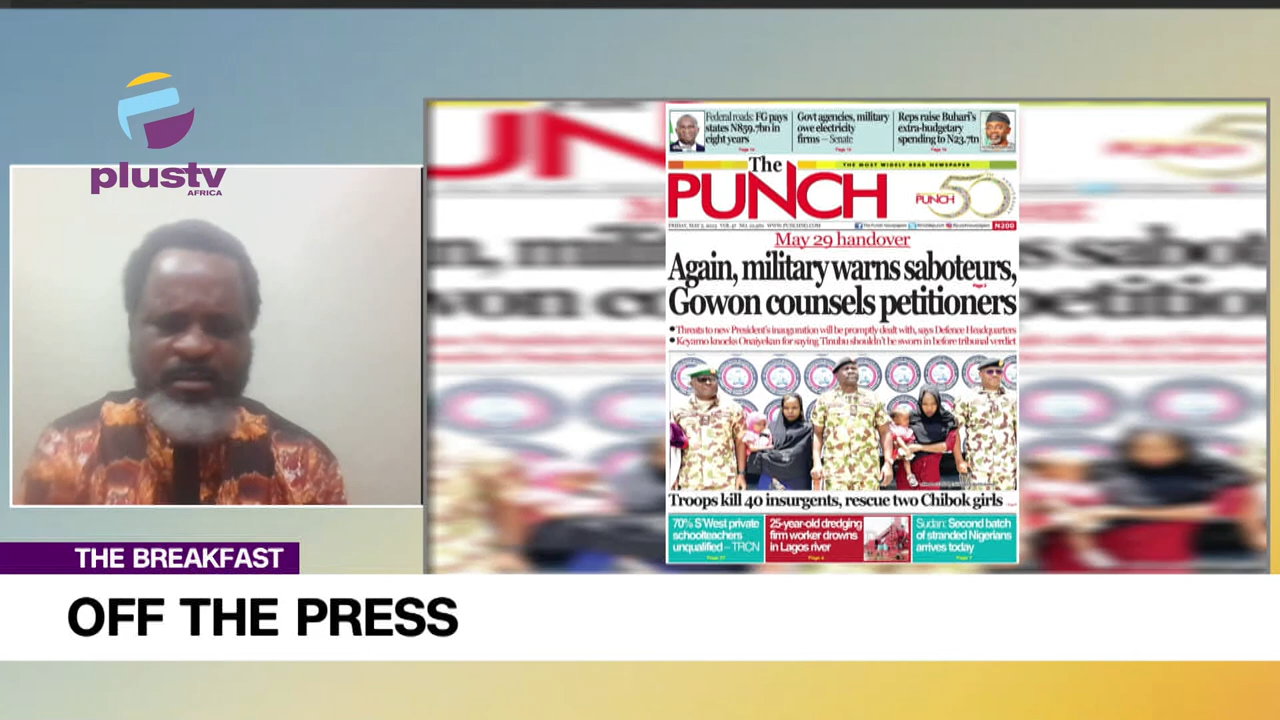 plustv
AFRICA
Federal roads: FG pays
states N859.7bn in
eight years
Govt agencies, military
owe electricity
firms – Senate
Reps raise Buhari's
extra-budgetary
spending to N23.7tn
The
THE MOST WIDELY READ NEWSPAPER
PUNCH
PUNCH 50
FRIDAY, MAY 5, 2023
N200
May 29 handover
Again, military warns saboteurs,
Gowon counsels petitioners
• Threats to new President's inauguration will be promptly dealt with, says Defence Headquarters
• Keyamo knocks Onaiyekan for saying Tinubu shouldn't be sworn in before tribunal verdict
Troops kill 40 insurgents, rescue two Chibok girls
70% S'West private
schoolteachers
unqualified – TRCN
25-year-old dredging
firm worker drowns
in Lagos river
Sudan: Second batch
of stranded Nigerians
arrives today
THE BREAKFAST
OFF THE PRESS